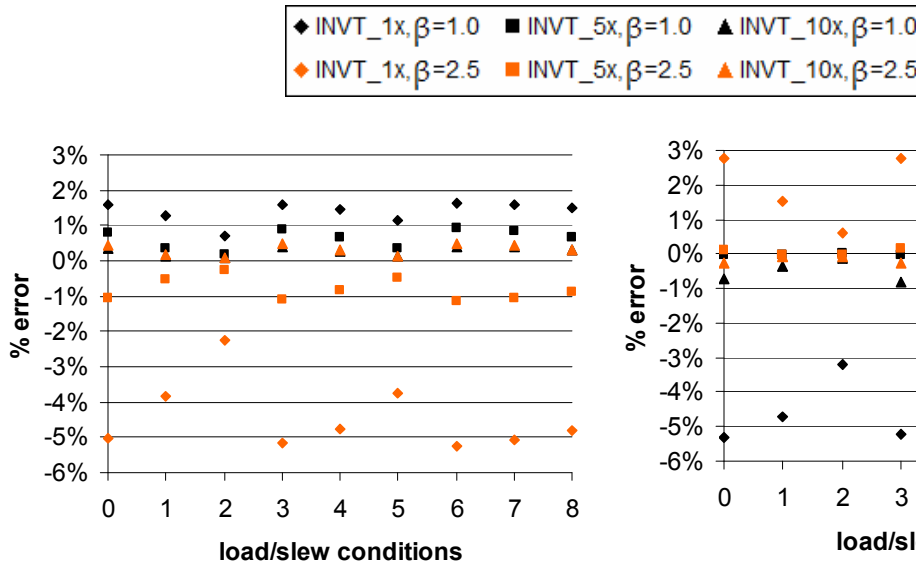 INVT_1x,β=1.0 INVT_5x,β=1.0 INVT_10x,β=1.0
INVT_1x,β=2.5 INVT_5x,β=2.5 INVT_10x,β=2.5
3%
2%
1%
0%
-1%
-2%
-3%
-4%
-5%
-6%
% error
0 1 2 3 4 5 6 7 8
load/slew conditions
3%
2%
1%
0%
-1%
-2%
-3%
-4%
-5%
-6%
% error
0 1 2 3
load/sl